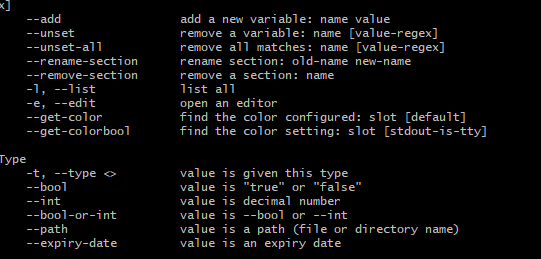 x]
--add add a new variable: name value
--unset remove a variable: name [value-regex]
--unset-all remove all matches: name [value-regex]
--rename-section rename section: old-name new-name
--remove-section remove a section: name
-l, --list list all
-e, --edit open an editor
--get-color find the color configured: slot [default]
--get-colorbool find the color setting: slot [stdout-is-tty]
Type
-t, --type <> value is given this type
--bool value is "true" or "false"
--int value is decimal number
--bool-or-int value is --bool or --int
--path value is a path (file or directory name)
--expiry-date value is an expiry date